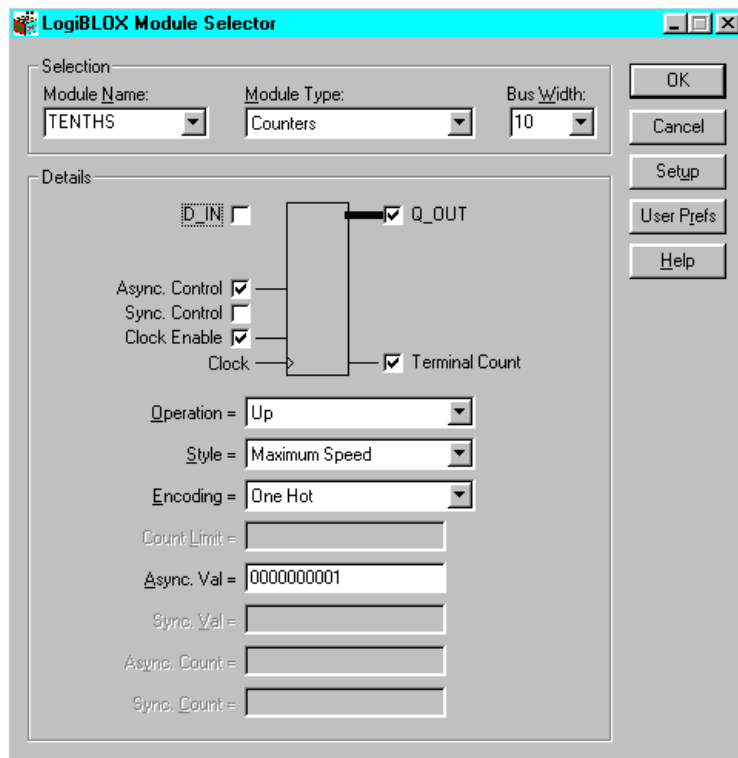 LogiBLOX Module Selector
Selection
Module Name: Module Type: Bus Width:
TENTHS Counters 10
OK
Cancel
Setup
User Prefs
Help
Details
D_IN Q_OUT
Async. Control
Sync. Control
Clock Enable
Clock Terminal Count
Operation = Up
Style = Maximum Speed
Encoding = One Hot
Count Limit =
Async. Val = 0000000001
Sync. Val =
Async. Count =
Sync. Count =